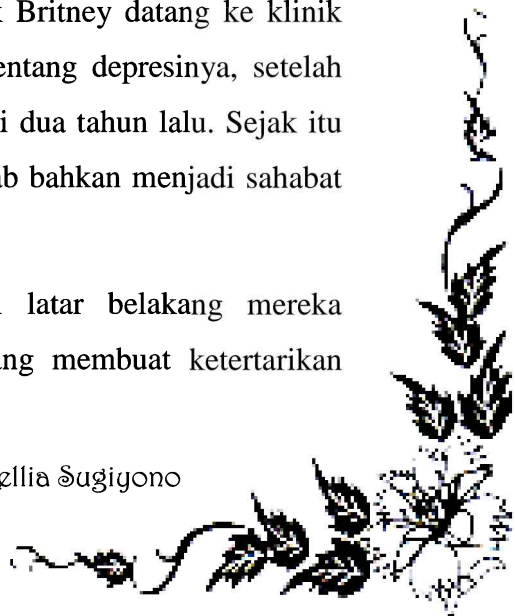 Britney datang ke klinik
entang depresinya, setelah
i dua tahun lalu. Sejak itu
ab bahkan menjadi sahabat
latar belakang mereka
ang membuat ketertarikan
ellia Sugiyono